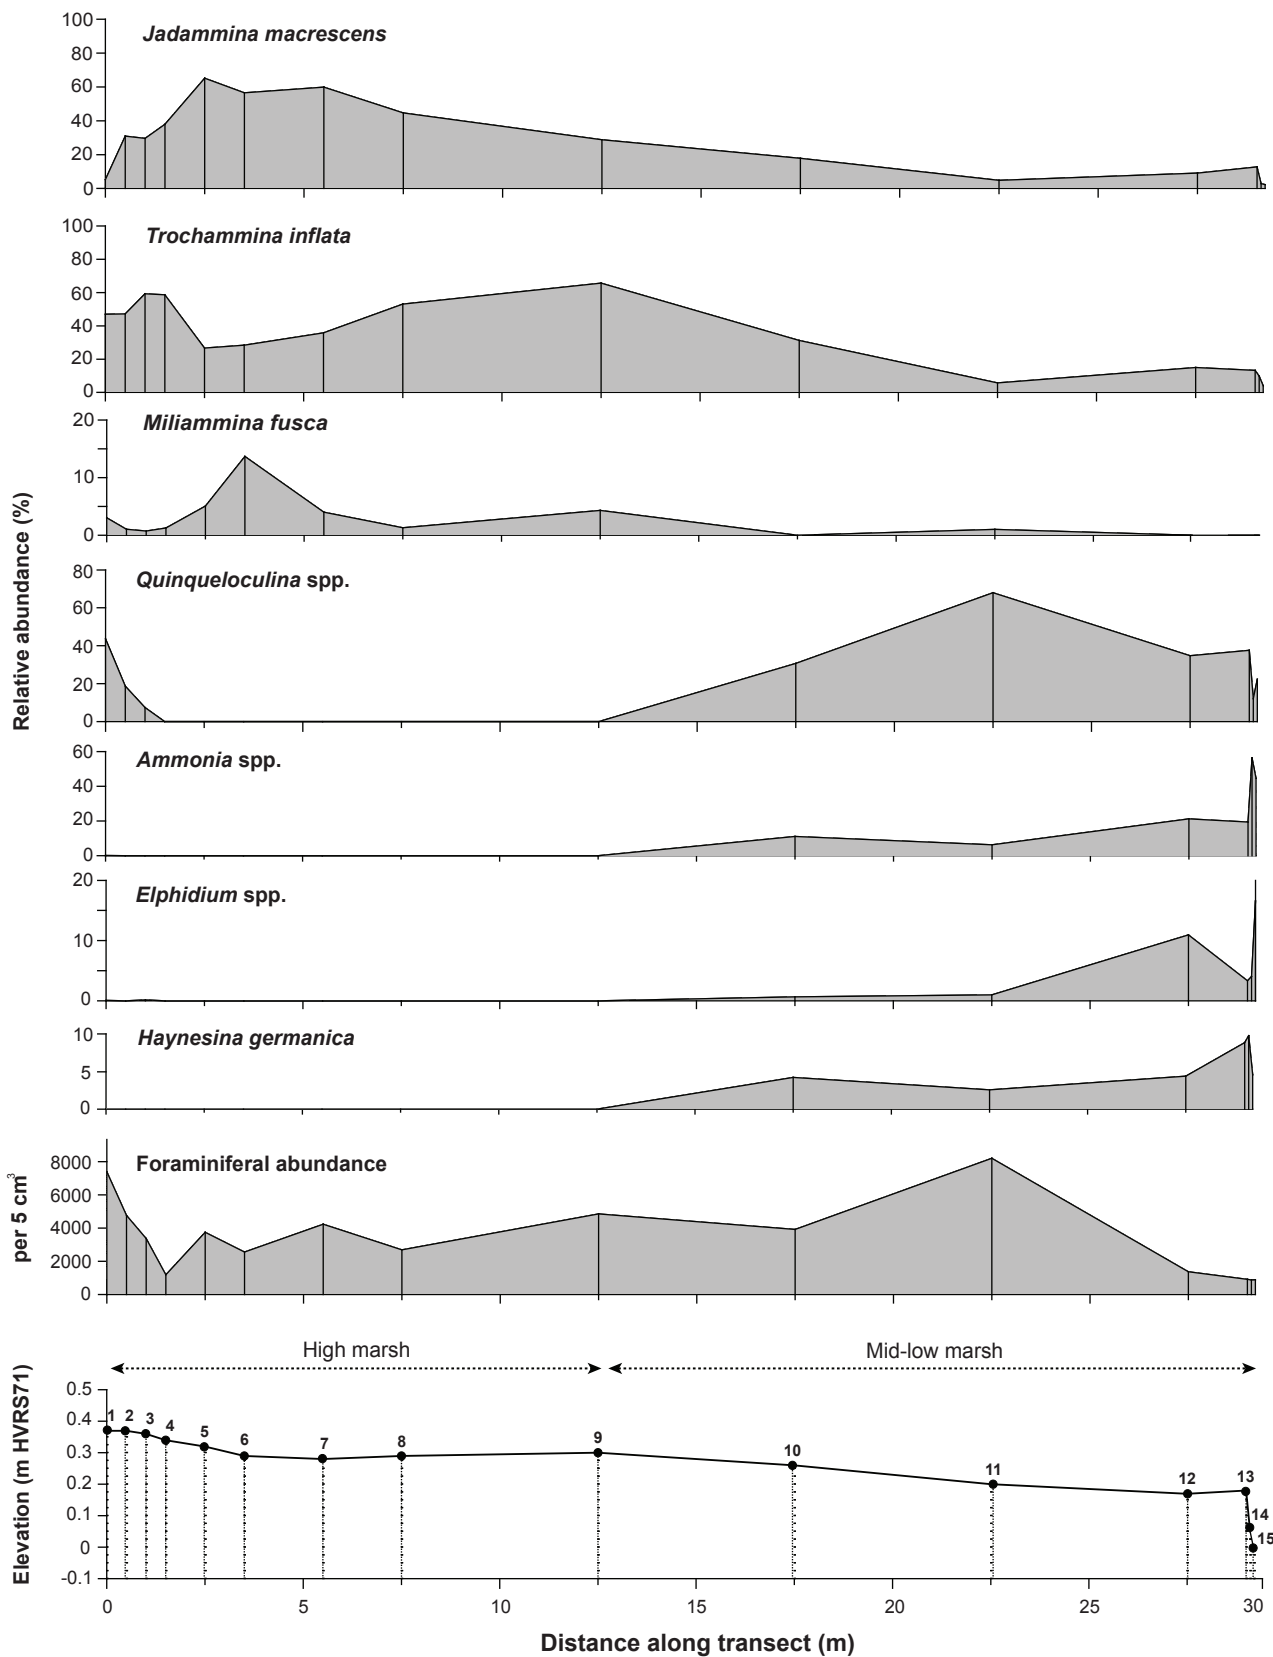 Jadammina macrescens
100
80
60
40
20
0
Trochammina inflata
100
80
60
40
20
0
Miliammina fusca
20
10
0
Relative abundance (%)
Quinqueloculina spp.
80
60
40
20
0
Ammonia spp.
60
40
20
0
Elphidium spp.
20
10
0
Haynesina germanica
10
5
0
Foraminiferal abundance
per 5 cm³
8000
6000
4000
2000
0
High marsh
Mid-low marsh
Elevation (m HVRS71)
0.5
0.4
0.3
0.2
0.1
0
-0.1
1 2 3 4 5 6 7 8 9 10 11 12 13 14 15
0 5 10 15 20 25 30
Distance along transect (m)